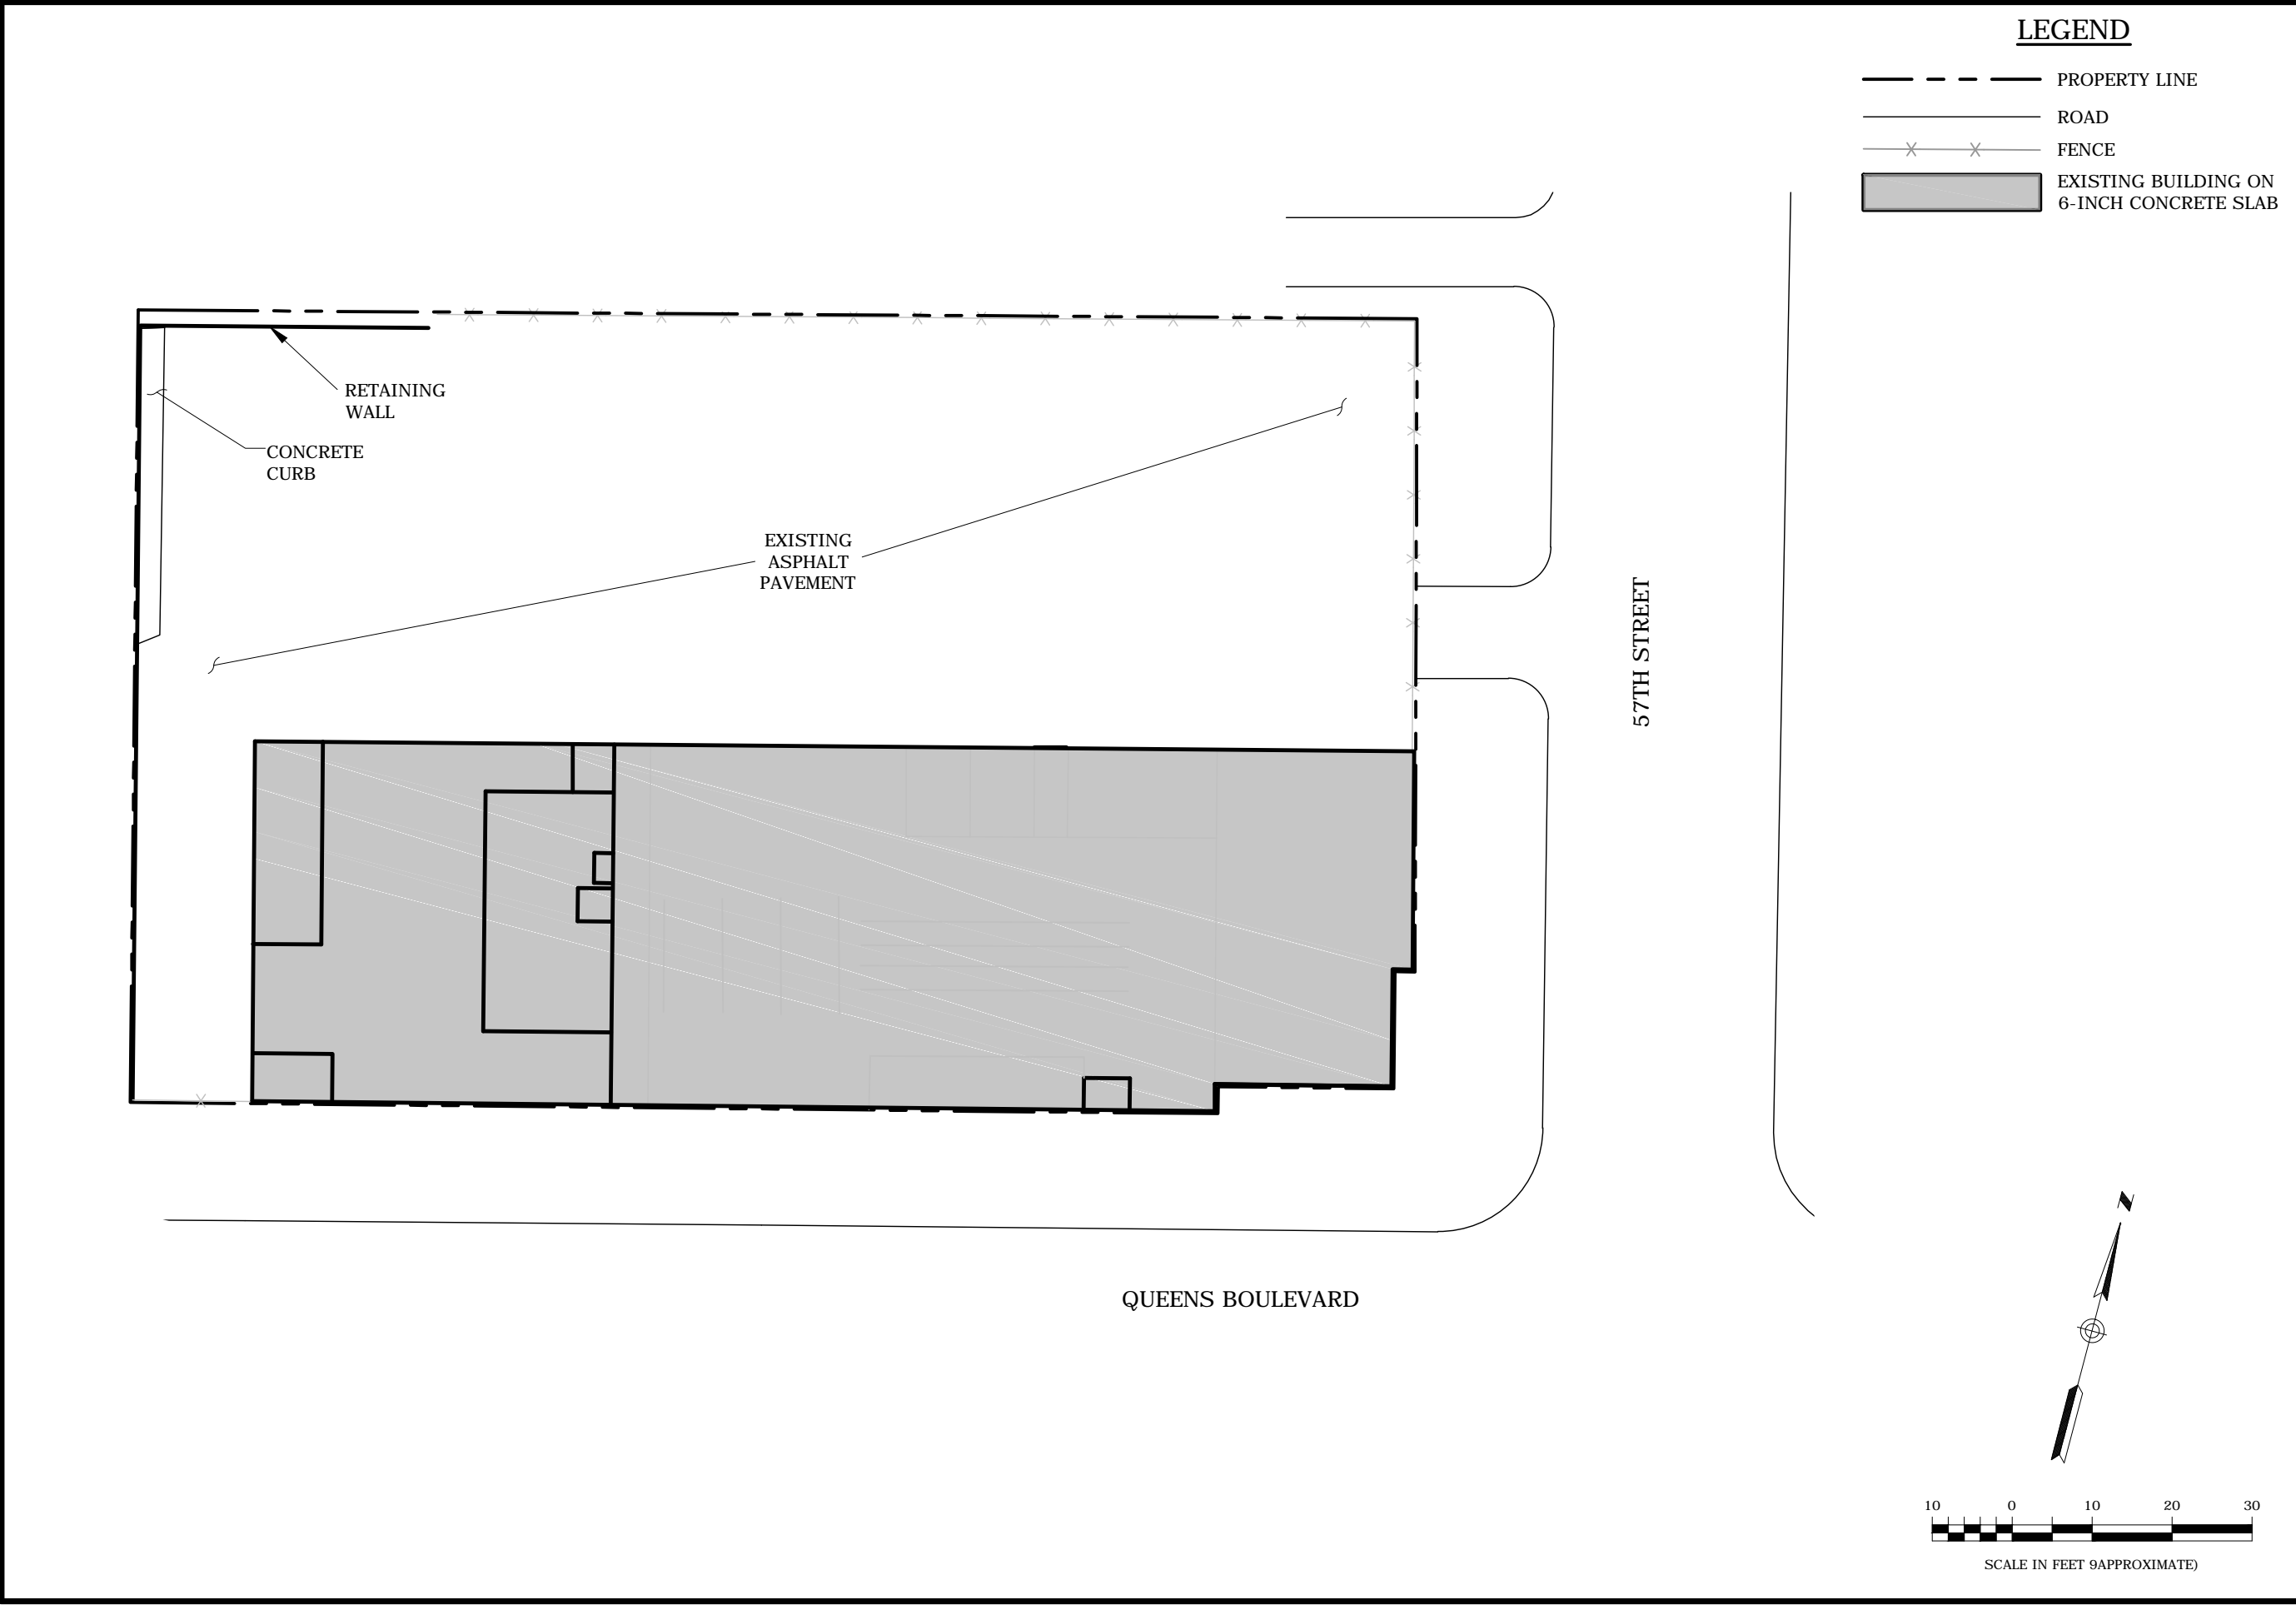 LEGEND
PROPERTY LINE
ROAD
FENCE
EXISTING BUILDING ON
6-INCH CONCRETE SLAB
RETAINING
WALL
CONCRETE
CURB
EXISTING
ASPHALT
PAVEMENT
57TH STREET
QUEENS BOULEVARD
N
10 0 10 20 30
SCALE IN FEET 9APPROXIMATE)